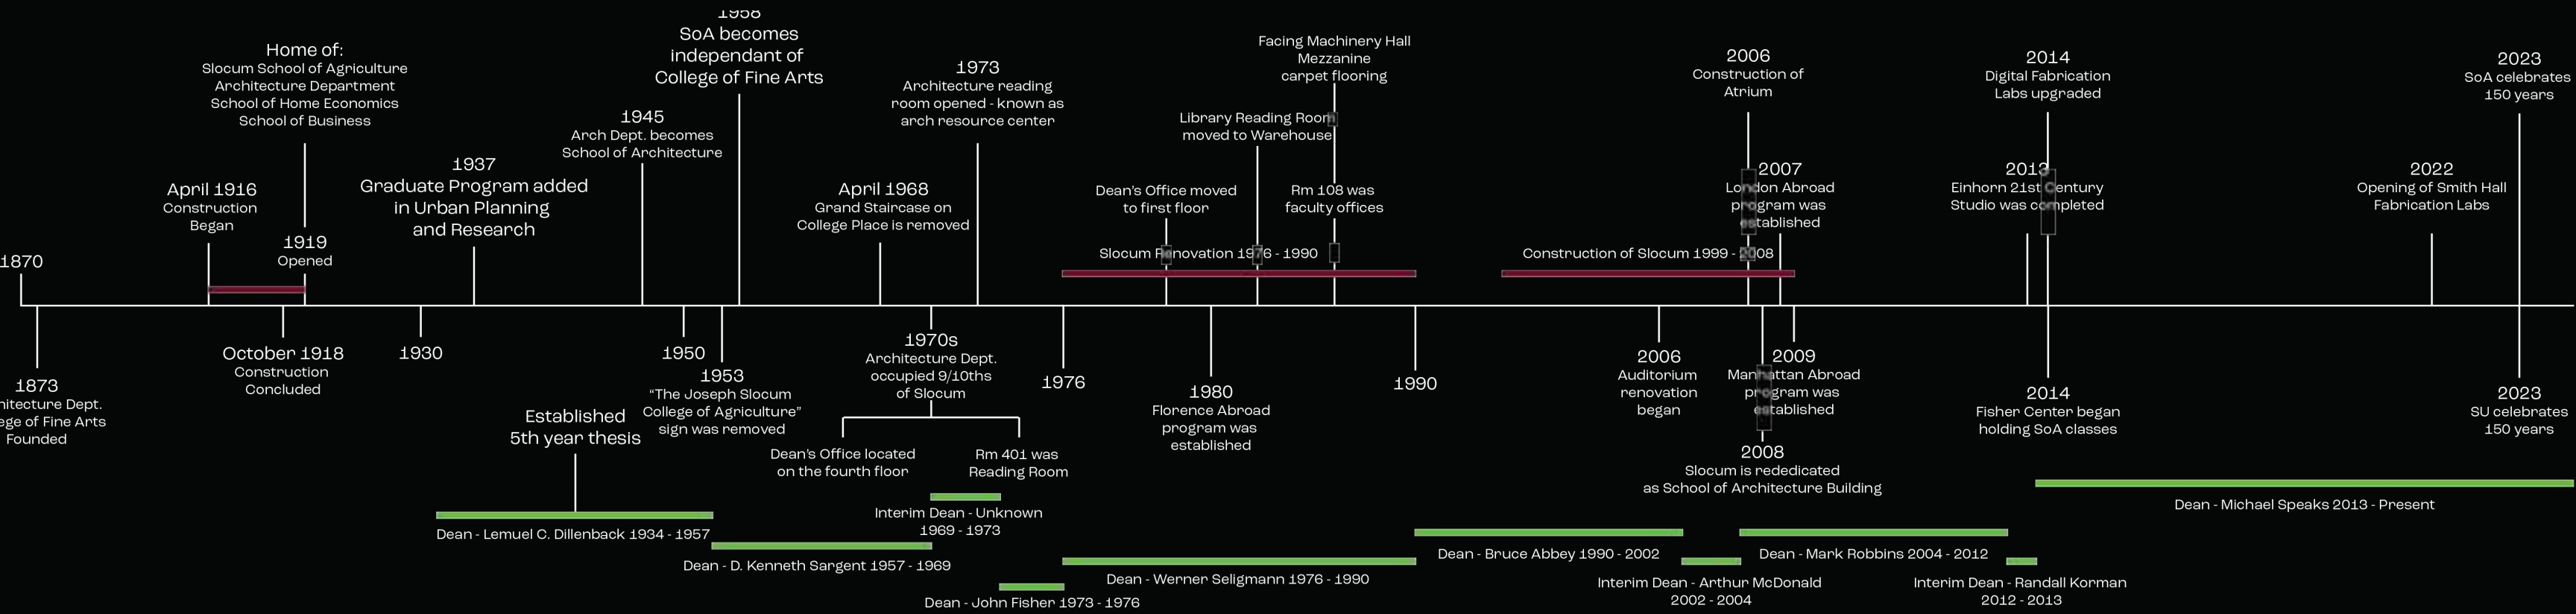 1958
SoA becomes
independant of
College of Fine Arts
Home of:
Slocum School of Agriculture
Architecture Department
School of Home Economics
School of Business
1973
Architecture reading
room opened - known as
arch resource center
Facing Machinery Hall
Mezzanine
carpet flooring
2006
Construction of
Atrium
2014
Digital Fabrication
Labs upgraded
2023
SoA celebrates
150 years
1945
Arch Dept. becomes
School of Architecture
Library Reading Room
moved to Warehouse
1937
Graduate Program added
in Urban Planning
and Research
April 1916
Construction
Began
April 1968
Grand Staircase on
College Place is removed
Dean's Office moved
to first floor
Rm 108 was
faculty offices
2007
London Abroad
program was
established
2013
Einhorn 21st Century
Studio was completed
2022
Opening of Smith Hall
Fabrication Labs
1919
Opened
1870
Slocum Renovation 1976 - 1990
Construction of Slocum 1999 - 2008
October 1918
Construction
Concluded
1930
1950
1970s
Architecture Dept.
occupied 9/10ths
of Slocum
1873
hitecture Dept.
ege of Fine Arts
Founded
1953
“The Joseph Slocum
College of Agriculture”
sign was removed
1976
1980
Florence Abroad
program was
established
1990
2006
Auditorium
renovation
began
2009
Manhattan Abroad
program was
established
2014
Fisher Center began
holding SoA classes
2023
SU celebrates
150 years
Established
5th year thesis
Dean's Office located
on the fourth floor
Rm 401 was
Reading Room
2008
Slocum is rededicated
as School of Architecture Building
Interim Dean - Unknown
1969 - 1973
Dean - Michael Speaks 2013 - Present
Dean - Lemuel C. Dillenback 1934 - 1957
Dean - D. Kenneth Sargent 1957 - 1969
Dean - Bruce Abbey 1990 - 2002
Dean - Mark Robbins 2004 - 2012
Dean - Werner Seligmann 1976 - 1990
Interim Dean - Arthur McDonald
2002 - 2004
Interim Dean - Randall Korman
2012 - 2013
Dean - John Fisher 1973 - 1976